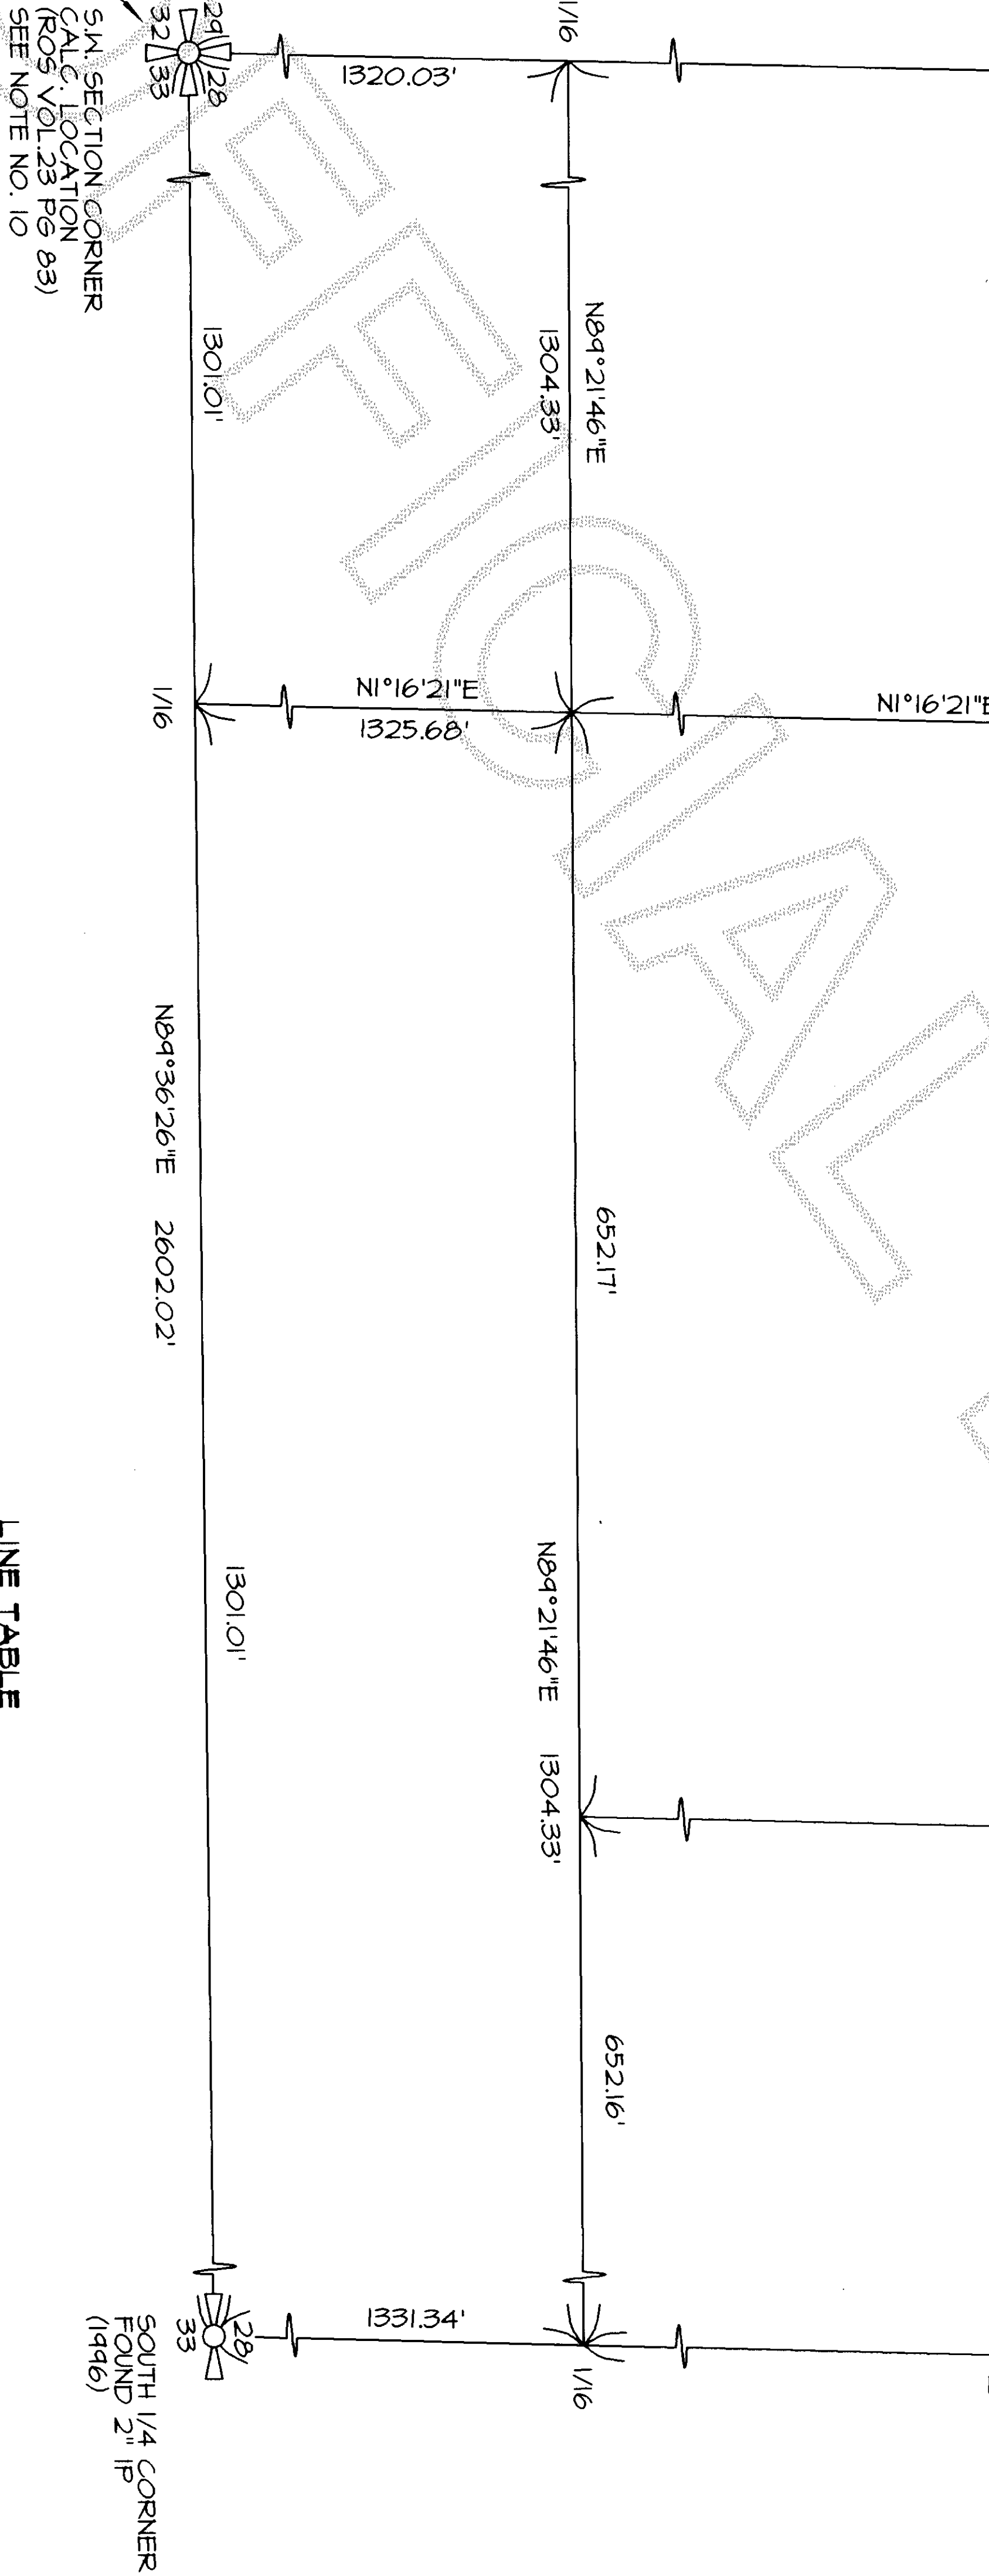 1/16
29
28
32
33
S.W. SECTION CORNER
CALC. LOCATION
(ROS VOL.23 PG 83)
SEE NOTE NO. 10
1320.03'
N89°21'46"E
1304.33'
1301.01'
1/16
N1°16'21"E
1325.68'
N1°16'21"E
N89°36'26"E 2602.02'
652.17'
N89°21'46"E 1304.33'
1301.01'
652.16'
LINE TABLE
1331.34'
1/16
28
33
SOUTH 1/4 CORNER
FOUND 2" IP
(1996)